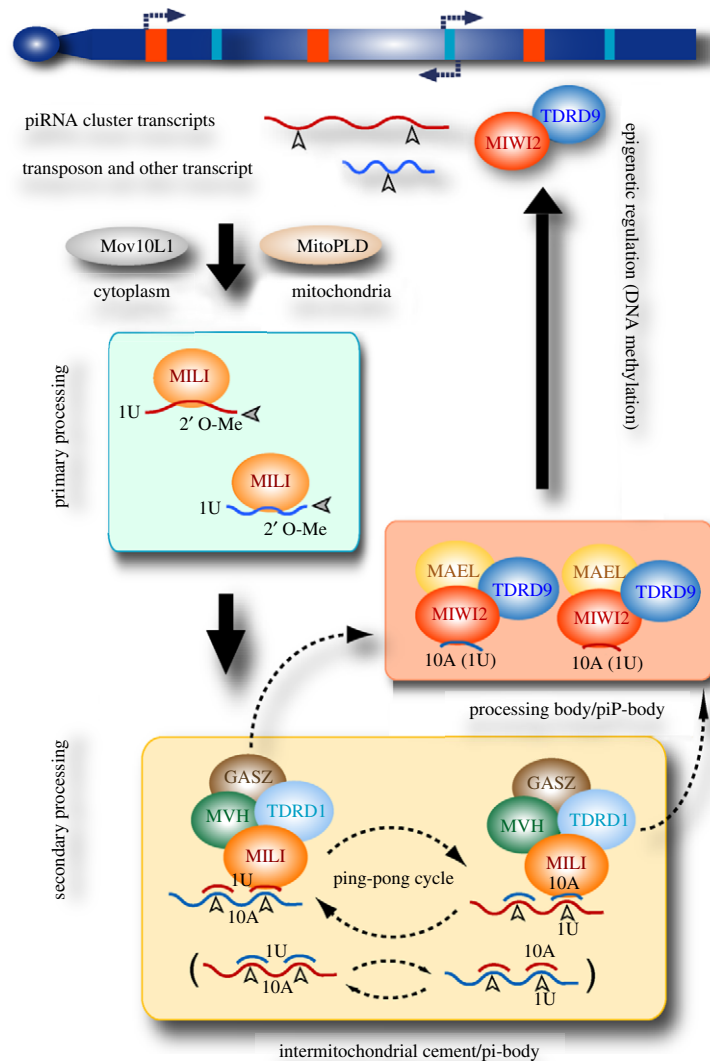 piRNA cluster transcripts
transposon and other transcript
MIWI2
TDRD9
epigenetic regulation (DNA methylation)
Mov10L1
MitoPLD
cytoplasm
mitochondria
primary processing
MILI
1U
2′ O-Me
MILI
1U
2′ O-Me
MAEL
TDRD9
MIWI2
10A (1U)
MAEL
TDRD9
MIWI2
10A (1U)
processing body/piP-body
secondary processing
GASZ
MVH
TDRD1
MILI
1U
10A
ping-pong cycle
GASZ
MVH
TDRD1
MILI
10A
1U
( 1U
10A
10A )
1U
intermitochondrial cement/pi-body